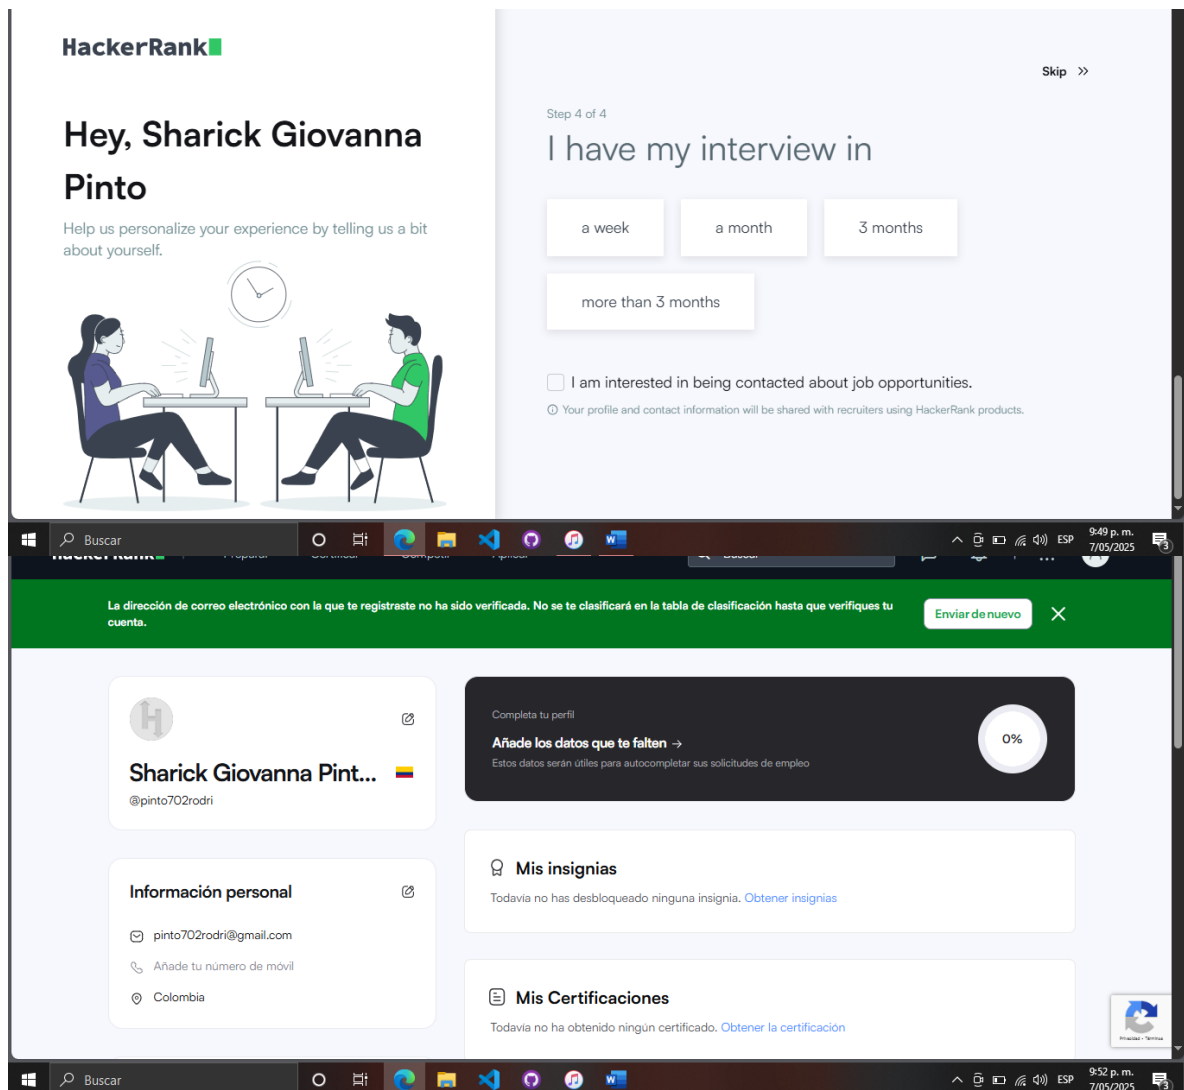 HackerRank
Skip
Hey, Sharick Giovanna
Pinto
Help us personalize your experience by telling us a bit
about yourself.
Step 4 of 4
I have my interview in
a week
a month
3 months
more than 3 months
I am interested in being contacted about job opportunities.
Your profile and contact information will be shared with recruiters using HackerRank products.
Buscar
ESP
9:49 p. m.
7/05/2025
3
HackerRank
La dirección de correo electrónico con la que te registraste no ha sido verificada. No se te clasificará en la tabla de clasificación hasta que verifiques tu
cuenta.
Enviar de nuevo
Sharick Giovanna Pint...
@pinto702rodri
Completa tu perfil
Añade los datos que te falten →
Estos datos serán útiles para autocompletar sus solicitudes de empleo
0%
Información personal
pinto702rodri@gmail.com
Añade tu número de móvil
Colombia
Mis insignias
Todavía no has desbloqueado ninguna insignia. Obtener insignias
Mis Certificaciones
Todavía no ha obtenido ningún certificado. Obtener la certificación
Privacidad - Términos
Buscar
ESP
9:52 p. m.
7/05/2025
3